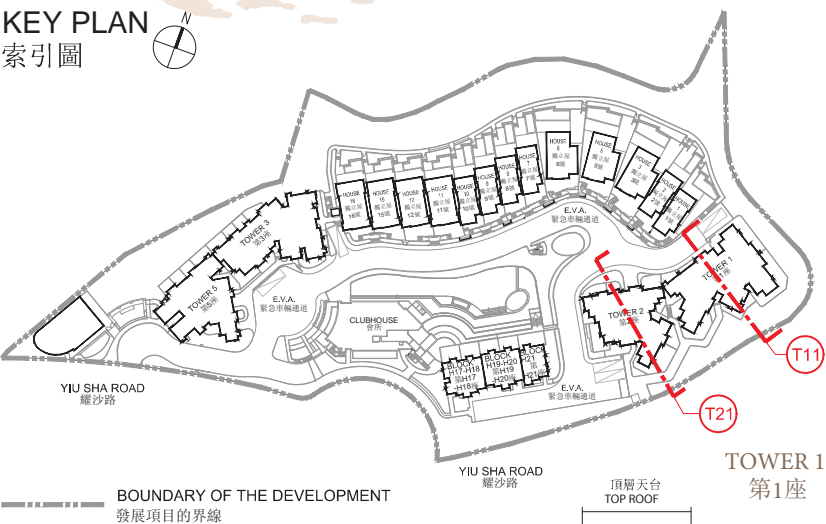 KEY PLAN
索引圖
N
HOUSE
16
獨立屋
16號
HOUSE
15
獨立屋
15號
HOUSE
12
獨立屋
12號
HOUSE
11
獨立屋
11號
HOUSE
10
獨立屋
10號
HOUSE
9
獨立屋
9號
HOUSE
8
獨立屋
8號
HOUSE
7
獨立屋
7號
HOUSE
6
獨立屋
6號
HOUSE
5
獨立屋
5號
HOUSE
3
獨立屋
3號
HOUSE
2
獨立屋
2號
HOUSE
1
獨立屋
1號
TOWER 3
第3座
TOWER 5
第5座
E.V.A.
緊急車輛通道
E.V.A.
緊急車輛通道
TOWER 1
TOWER 2
CLUBHOUSE
會所
BLOCK
H17-H18
第H17
-H18座
BLOCK
H19-H20
第H19
-H20座
BLOCK
H21
第
H21座
E.V.A.
緊急車輛通道
T11
T21
YIU SHA ROAD
耀沙路
YIU SHA ROAD
耀沙路
TOWER 1
第1座
頂層天台
TOP ROOF
BOUNDARY OF THE DEVELOPMENT
發展項目的界線